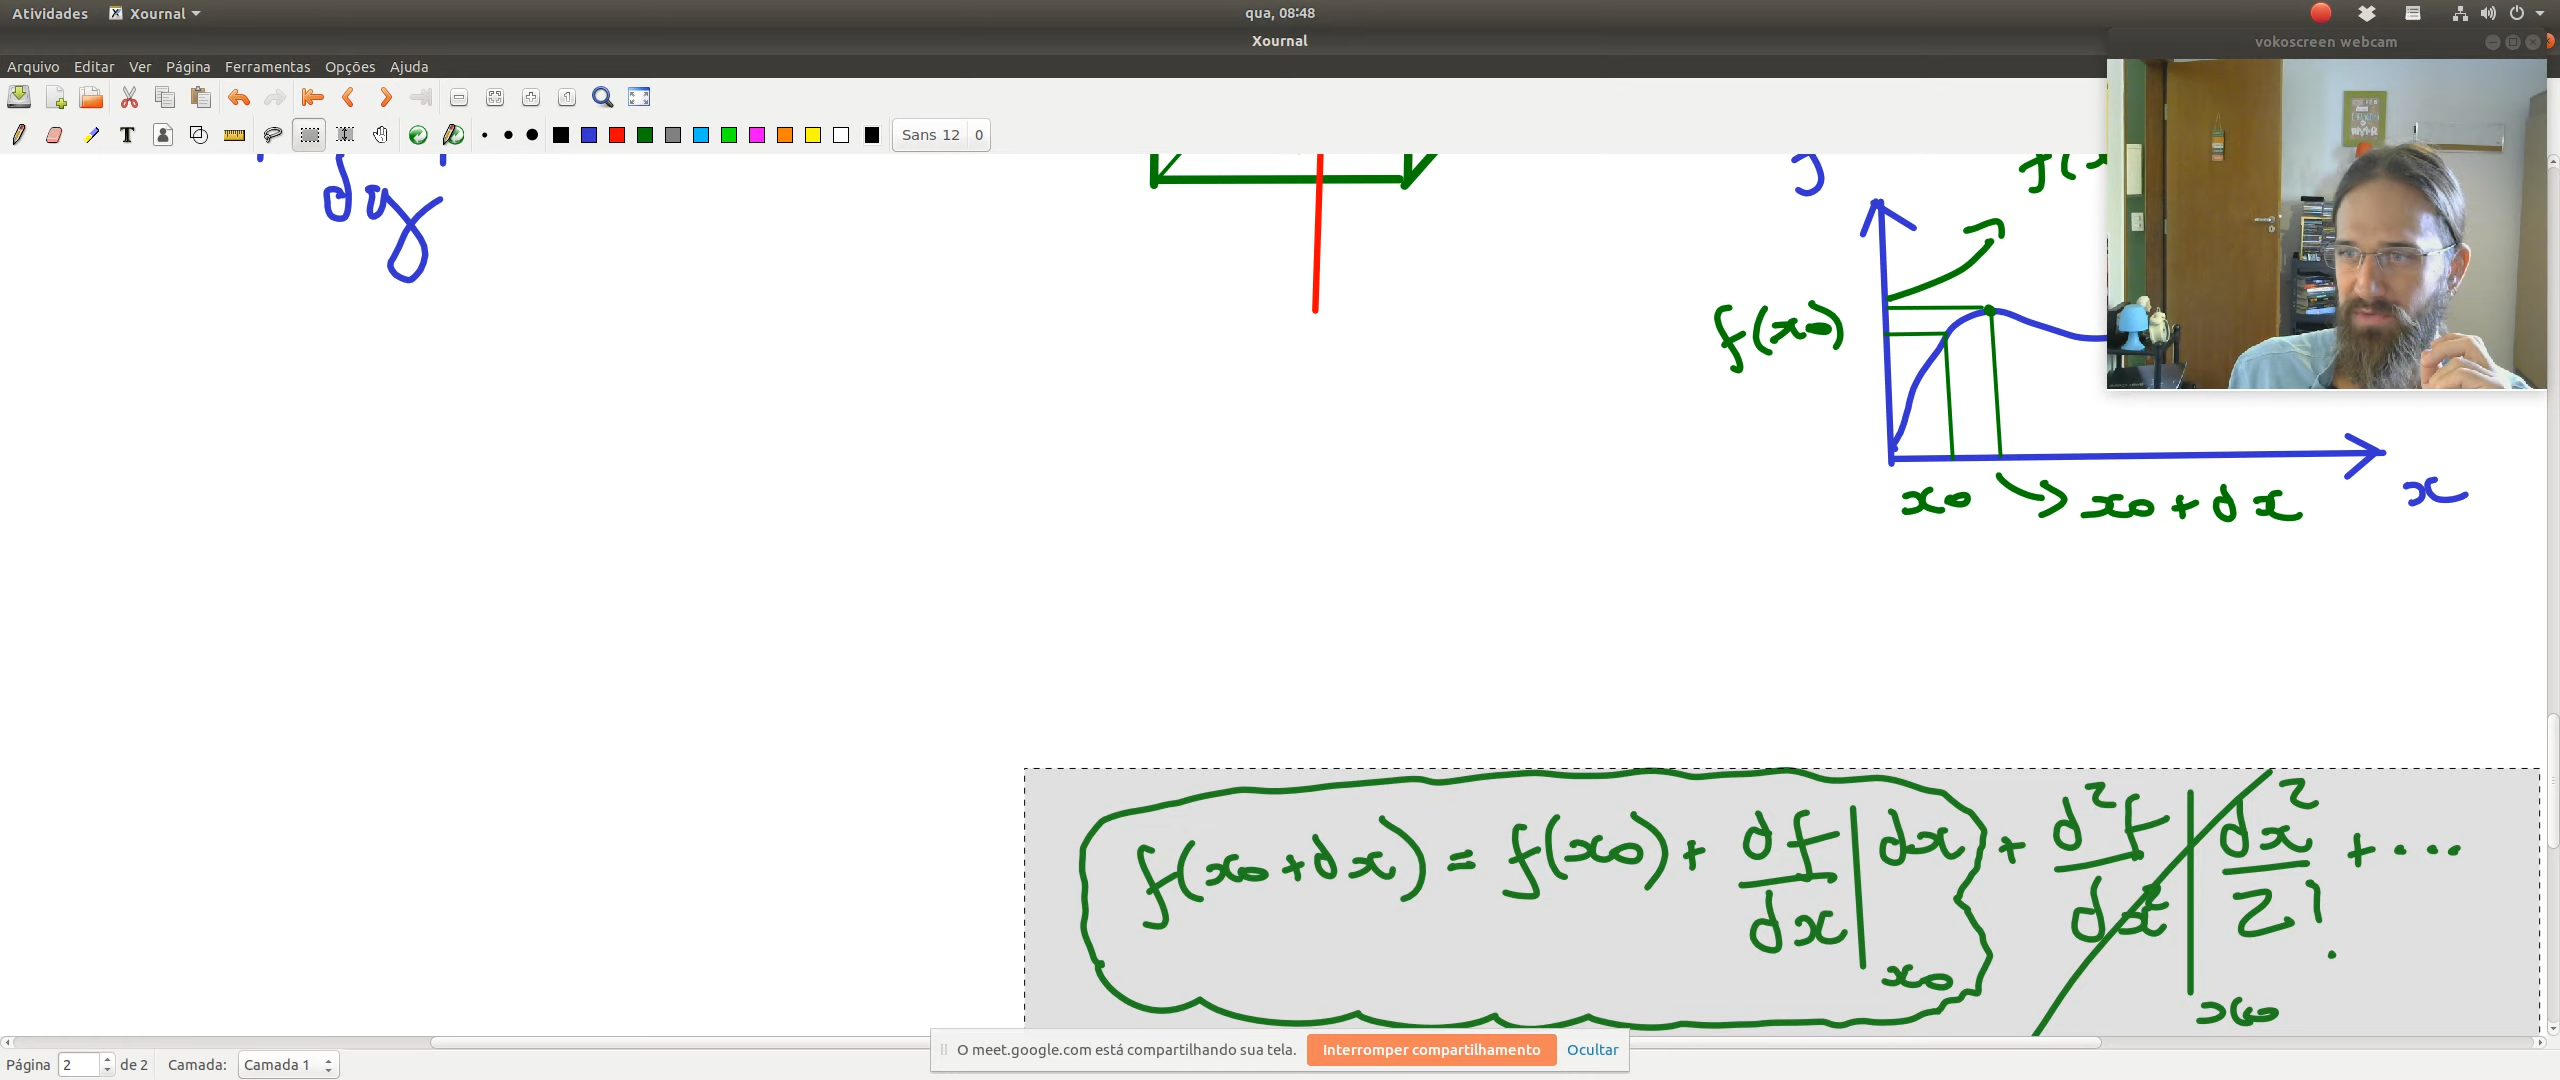 Atividades Xournal qua, 08:48
Xournal
vokoscreen webcam
Arquivo Editar Ver Página Ferramentas Opções Ajuda
Sans 12 0
dy
y
f(x
f(x0)
x0
x0 + dx
x
f(x0+dx) = f(x0) + df/dx | x0 dx + d²f/dx² | x0 dx²/2! + ...
O meet.google.com está compartilhando sua tela. Interromper compartilhamento Ocultar
Página 2 de 2 Camada: Camada 1